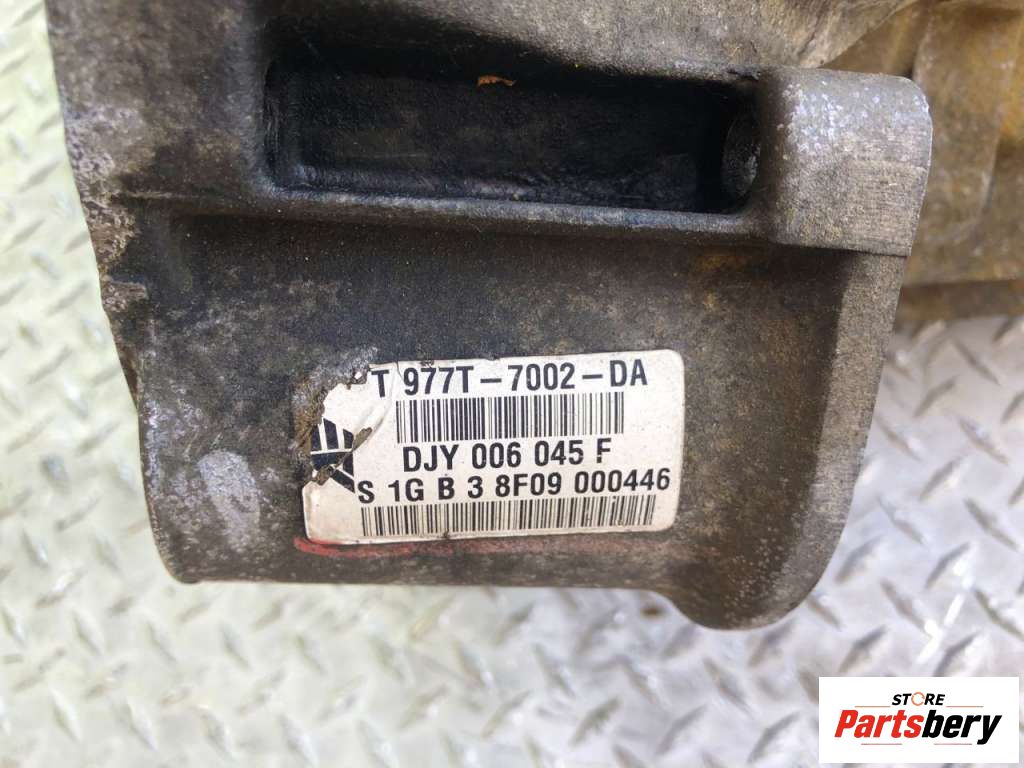 T 977T-7002-DA
DJY 006 045 F
S 1G B 3 8F09 000446
STORE
Partsbery